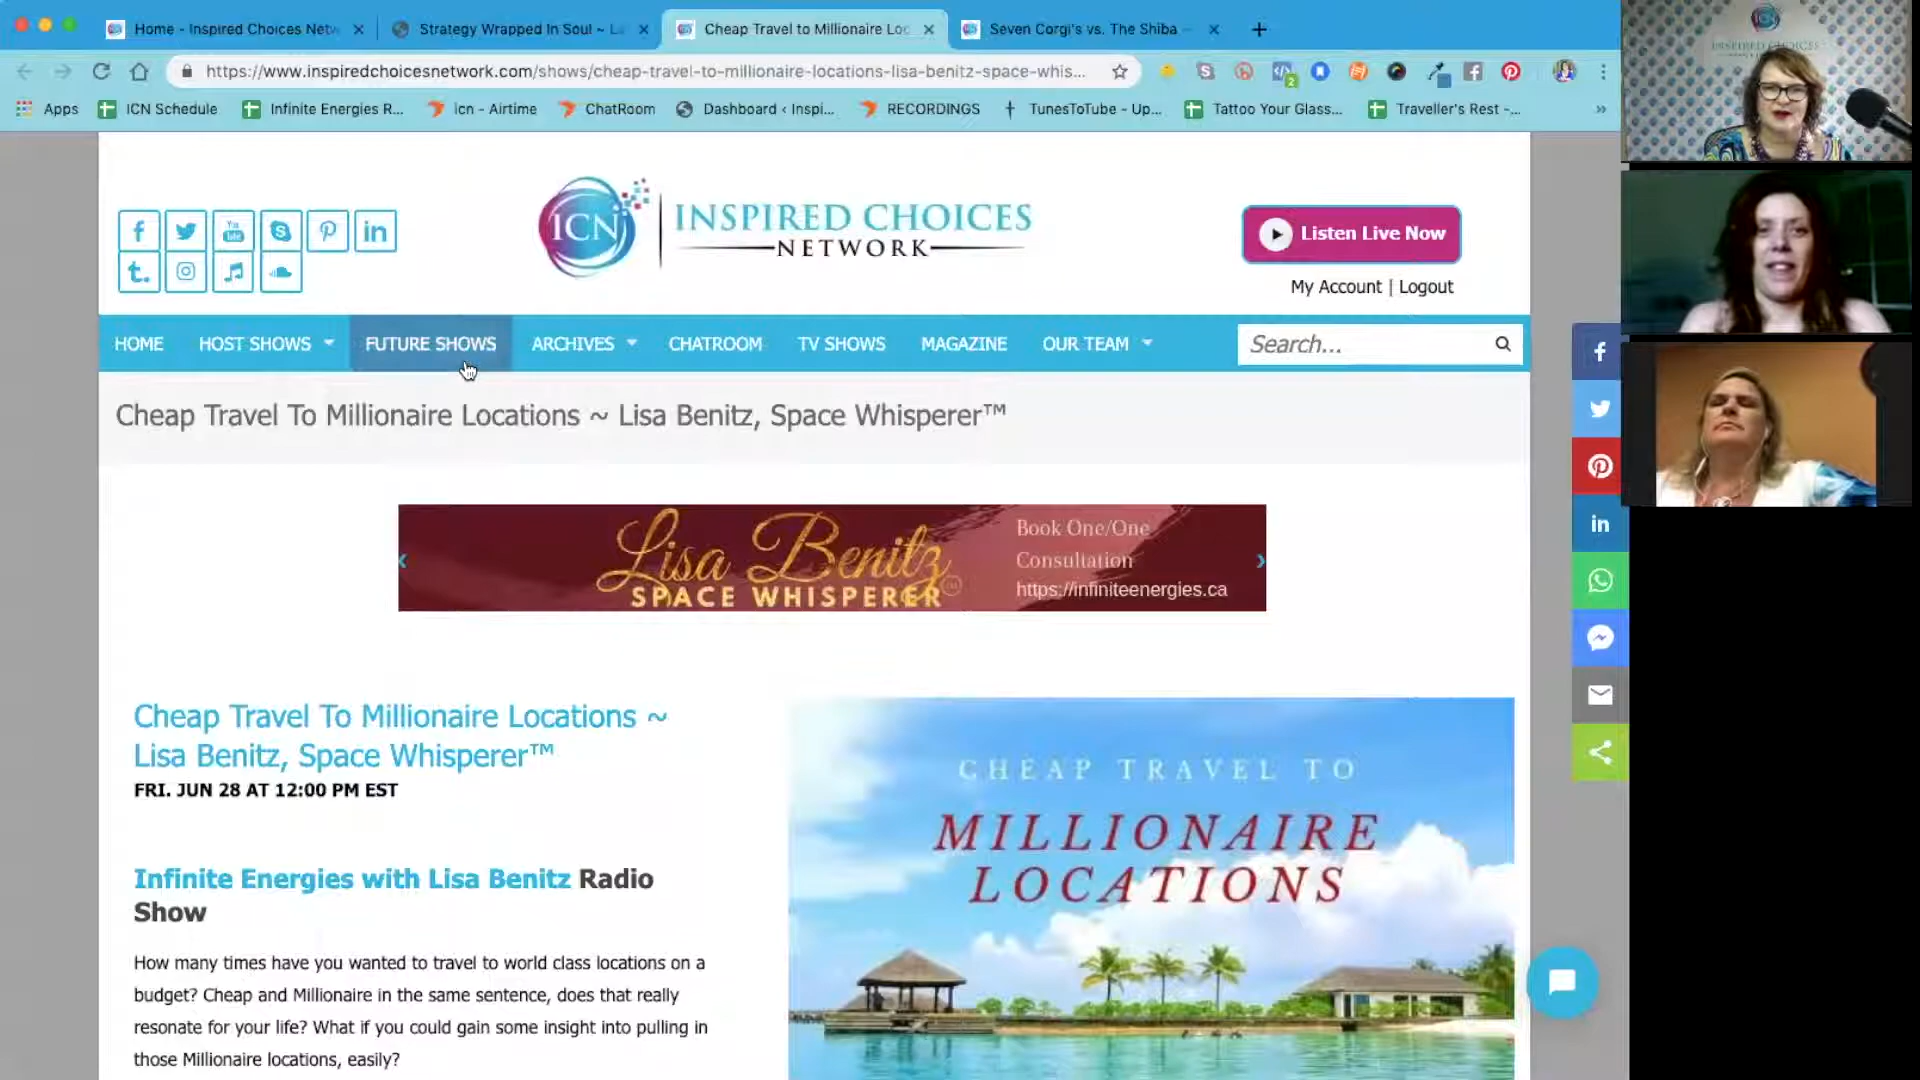 Home - Inspired Choices Netw
Strategy Wrapped In Soul ~ La
Cheap Travel to Millionaire Loc
Seven Corgi's vs. The Shiba
https://www.inspiredchoicesnetwork.com/shows/cheap-travel-to-millionaire-locations-lisa-benitz-space-whis...
2
Apps
ICN Schedule
Infinite Energies R...
icn - Airtime
ChatRoom
Dashboard ‹ Inspi...
RECORDINGS
TunesToTube - Up...
Tattoo Your Glass...
Traveller's Rest -...
»
INSPIRED CHOICES
ICN
INSPIRED CHOICES
NETWORK
Listen Live Now
My Account | Logout
HOME
HOST SHOWS
FUTURE SHOWS
ARCHIVES
CHATROOM
TV SHOWS
MAGAZINE
OUR TEAM
Search...
Cheap Travel To Millionaire Locations ~ Lisa Benitz, Space Whisperer™
Lisa Benitz
SPACE WHISPERER
Book One/One
Consultation
https://infiniteenergies.ca
Cheap Travel To Millionaire Locations ~
Lisa Benitz, Space Whisperer™
FRI. JUN 28 AT 12:00 PM EST
Infinite Energies with Lisa Benitz Radio
Show
How many times have you wanted to travel to world class locations on a
budget? Cheap and Millionaire in the same sentence, does that really
resonate for your life? What if you could gain some insight into pulling in
those Millionaire locations, easily?
CHEAP TRAVEL TO
MILLIONAIRE
LOCATIONS